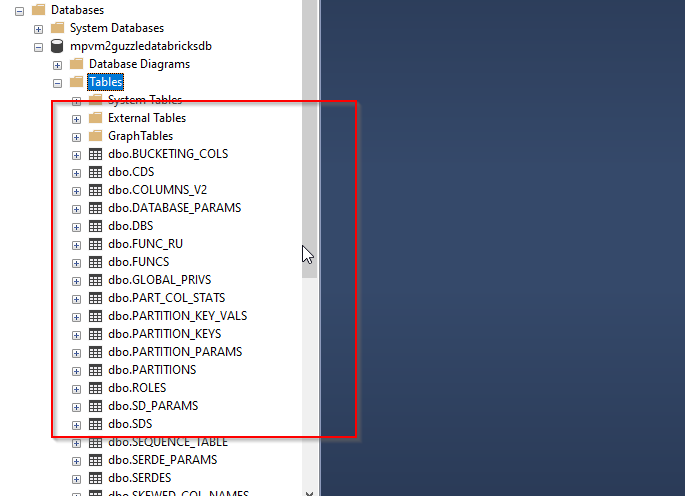 Databases
System Databases
mpvm2guzzledatabricksdb
Database Diagrams
Tables
System Tables
External Tables
GraphTables
dbo.BUCKETING_COLS
dbo.CDS
dbo.COLUMNS_V2
dbo.DATABASE_PARAMS
dbo.DBS
dbo.FUNC_RU
dbo.FUNCS
dbo.GLOBAL_PRIVS
dbo.PART_COL_STATS
dbo.PARTITION_KEY_VALS
dbo.PARTITION_KEYS
dbo.PARTITION_PARAMS
dbo.PARTITIONS
dbo.ROLES
dbo.SD_PARAMS
dbo.SDS
dbo.SEQUENCE_TABLE
dbo.SERDE_PARAMS
dbo.SERDES
dbo.SKEWED_COL_NAMES